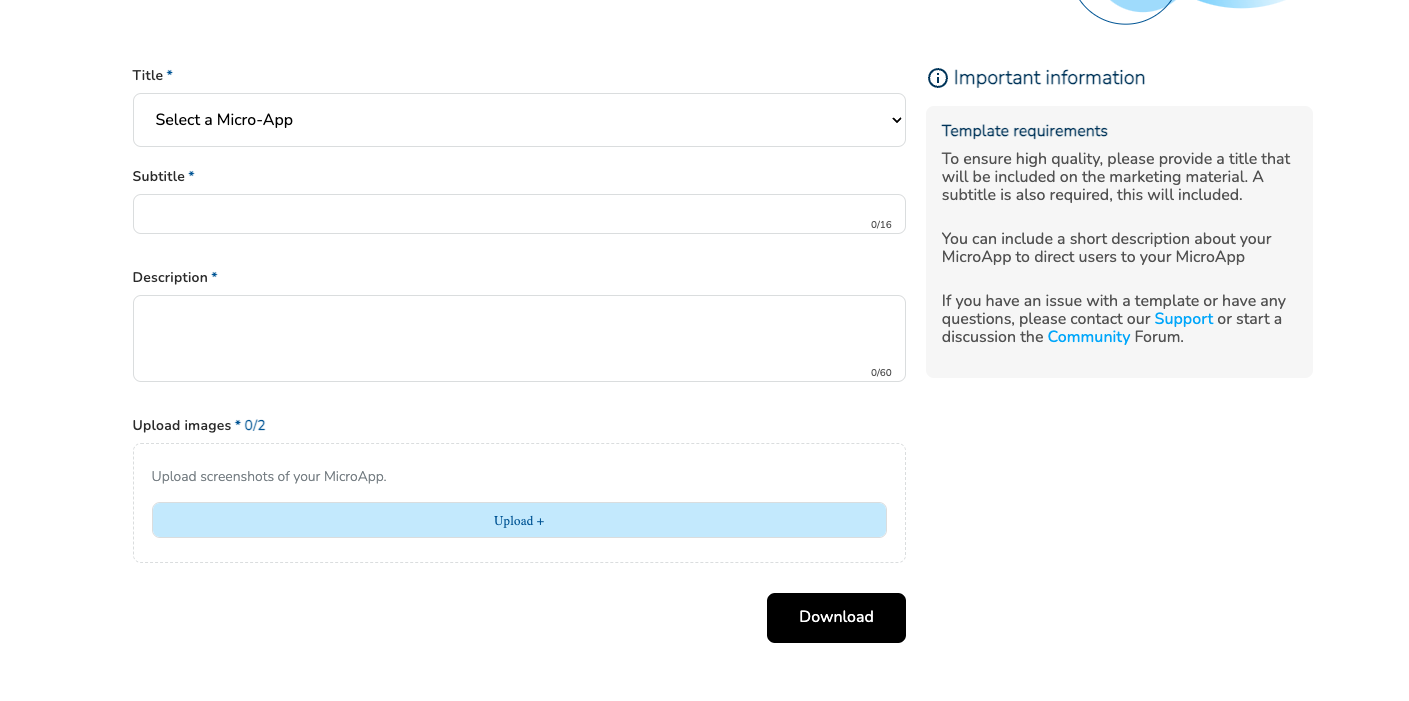 Title *
Select a Micro-App
Subtitle *
0/16
Description *
0/60
Upload images * 0/2
Upload screenshots of your MicroApp.
Upload +
Download
Important information
Template requirements
To ensure high quality, please provide a title that
will be included on the marketing material. A
subtitle is also required, this will included.
You can include a short description about your
MicroApp to direct users to your MicroApp
If you have an issue with a template or have any
questions, please contact our Support or start a
discussion the Community Forum.